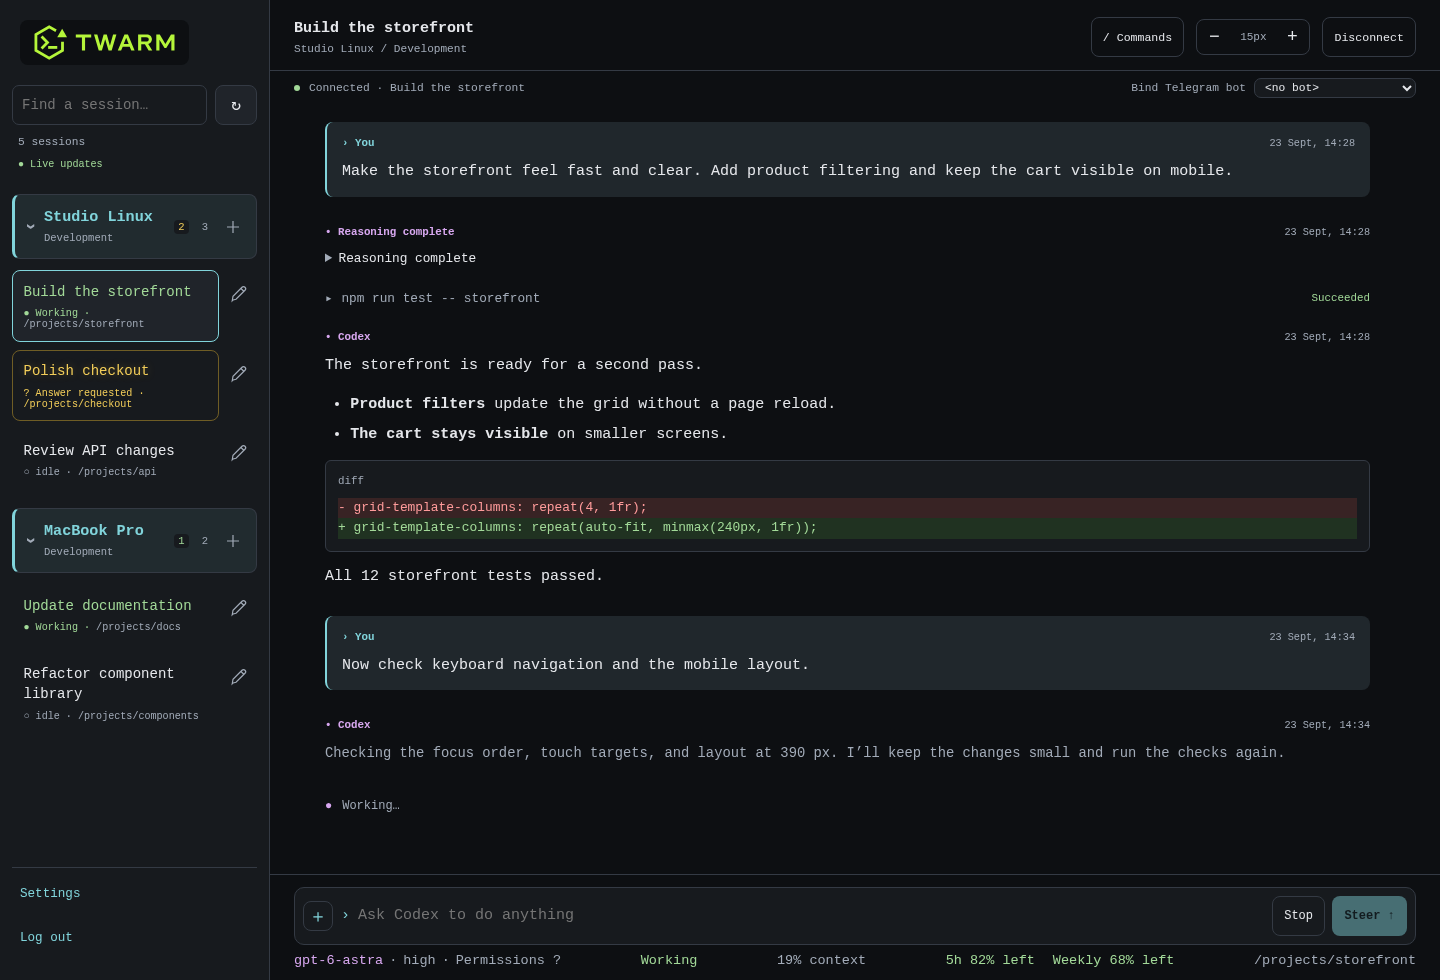 TWARM
Find a session…
5 sessions
● Live updates
Studio Linux
Development
2 3
Build the storefront
● Working ·
/projects/storefront
Polish checkout
? Answer requested ·
/projects/checkout
Review API changes
○ idle · /projects/api
MacBook Pro
Development
1 2
Update documentation
● Working · /projects/docs
Refactor component
library
○ idle · /projects/components
Settings
Log out
Build the storefront
Studio Linux / Development
/ Commands
− 15px +
Disconnect
Connected · Build the storefront
Bind Telegram bot <no bot>
› You 23 Sept, 14:28
Make the storefront feel fast and clear. Add product filtering and keep the cart visible on mobile.
• Reasoning complete 23 Sept, 14:28
▶ Reasoning complete
▸ npm run test -- storefront Succeeded
• Codex 23 Sept, 14:28
The storefront is ready for a second pass.
• Product filters update the grid without a page reload.
• The cart stays visible on smaller screens.
diff
- grid-template-columns: repeat(4, 1fr);
+ grid-template-columns: repeat(auto-fit, minmax(240px, 1fr));
All 12 storefront tests passed.
› You 23 Sept, 14:34
Now check keyboard navigation and the mobile layout.
• Codex 23 Sept, 14:34
Checking the focus order, touch targets, and layout at 390 px. I’ll keep the changes small and run the checks again.
● Working…
+ › Ask Codex to do anything
Stop
Steer ↑
gpt-6-astra · high · Permissions ? Working 19% context 5h 82% left Weekly 68% left /projects/storefront